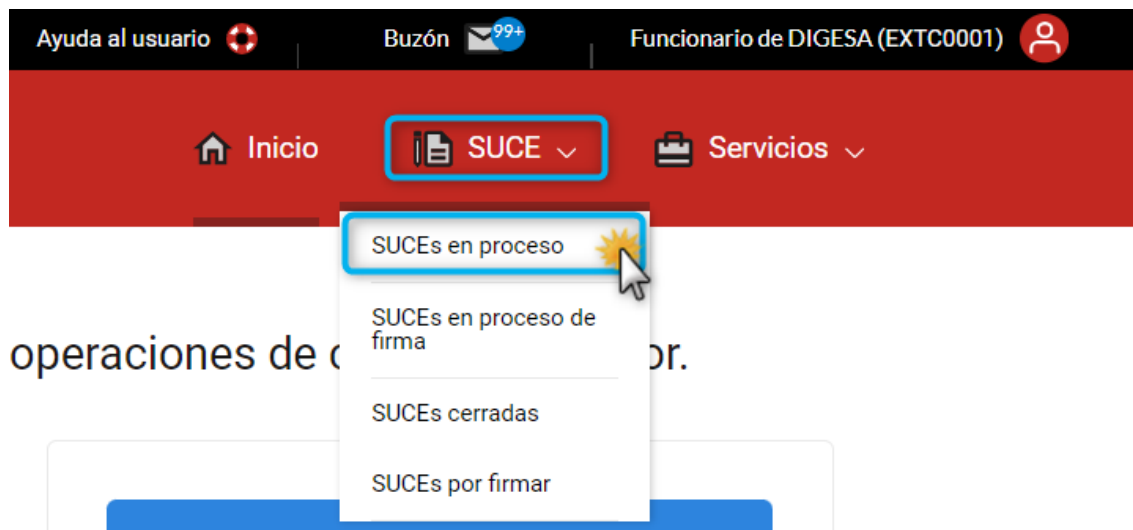 Ayuda al usuario
Buzón 99+
Funcionario de DIGESA (EXTC0001)
Inicio
SUCE
Servicios
SUCEs en proceso
SUCEs en proceso de
firma
SUCEs cerradas
SUCEs por firmar
operaciones de or.